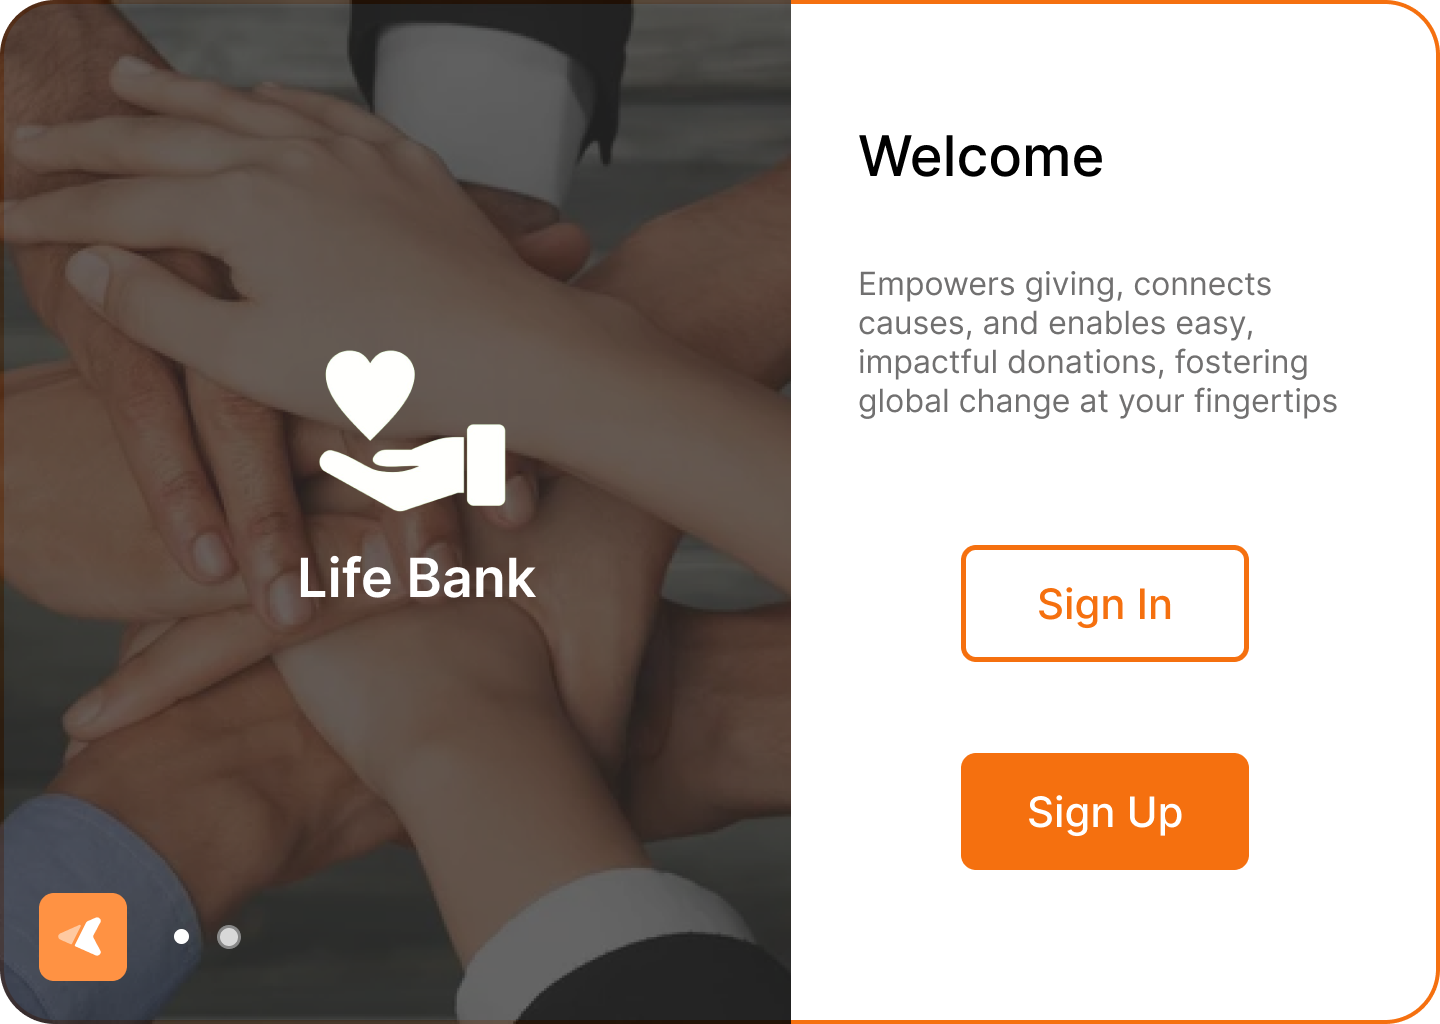 Life Bank
Welcome
Empowers giving, connects
causes, and enables easy,
impactful donations, fostering
global change at your fingertips
Sign In
Sign Up